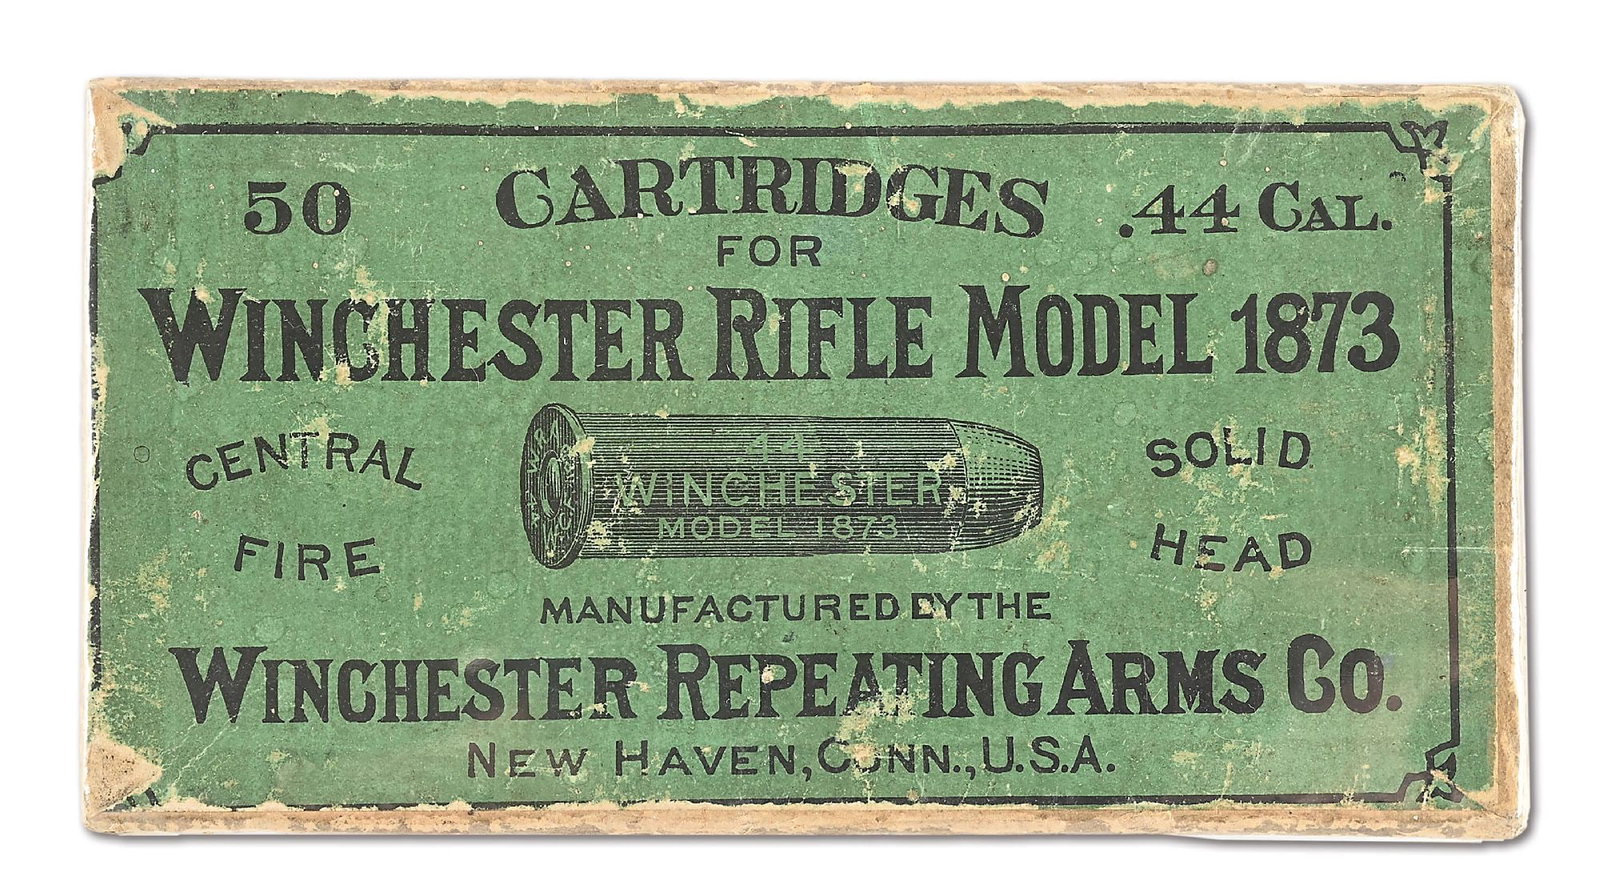 50 CARTRIDGES .44 CAL.
FOR
WINCHESTER RIFLE MODEL 1873
CENTRAL
FIRE
W.R.A.
WINCHESTER
44
WINCHESTER
MODEL 1873
SOLID
HEAD
MANUFACTURED BY THE
WINCHESTER REPEATING ARMS CO.
NEW HAVEN, CONN., U.S.A.